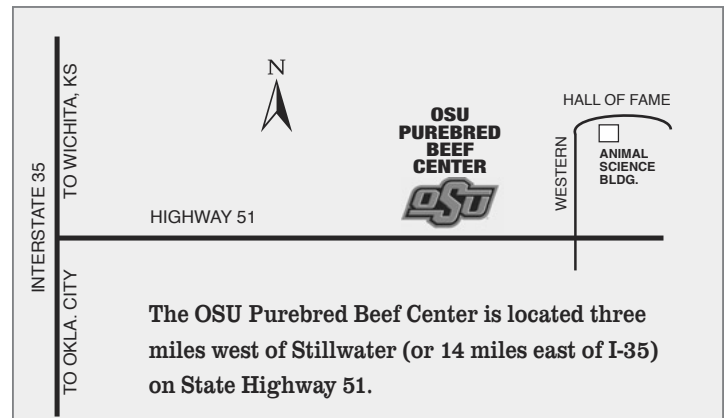 INTERSTATE 35
TO WICHITA, KS
TO OKLA. CITY
N
HIGHWAY 51
OSU
PUREBRED
BEEF
CENTER
OSU
WESTERN
HALL OF FAME
ANIMAL
SCIENCE
BLDG.
The OSU Purebred Beef Center is located three
miles west of Stillwater (or 14 miles east of I-35)
on State Highway 51.